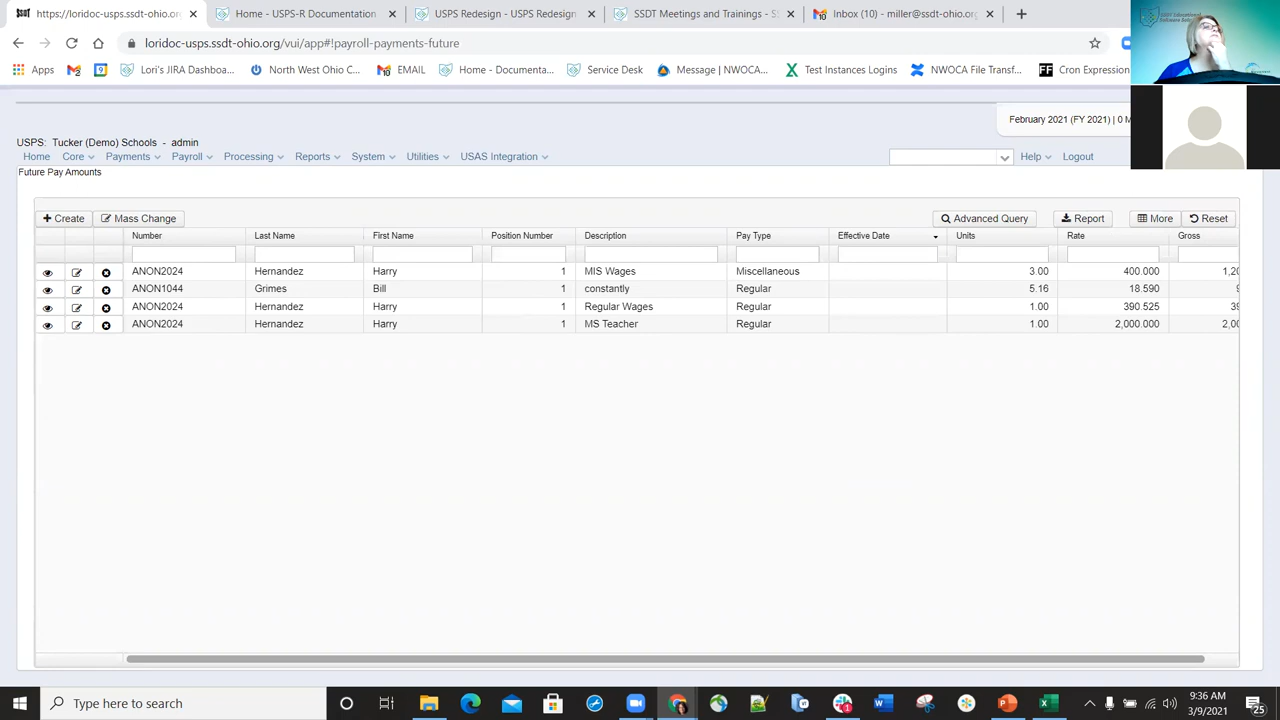 https://loridoc-usps.ssdt-ohio.org
Home - USPS-R Documentation
USPS Redesign - USPS Redesign
SSDT Meetings and Trainings - S
Inbox (10) - miller@ssdt-ohio.org
loridoc-usps.ssdt-ohio.org/vui/app#!payroll-payments-future
Apps
Lori's JIRA Dashboa...
North West Ohio C...
EMAIL
Home - Documenta...
Service Desk
Message | NWOCA...
Test Instances Logins
NWOCA File Transf...
Cron Expression
February 2021 (FY 2021) | 0 M
USPS: Tucker (Demo) Schools - admin
Home Core Payments Payroll Processing Reports System Utilities USAS Integration Help Logout
Future Pay Amounts
Create Mass Change Advanced Query Report More Reset
Number Last Name First Name Position Number Description Pay Type Effective Date Units Rate Gross
ANON2024 Hernandez Harry 1 MIS Wages Miscellaneous 3.00 400.000 1,20
ANON1044 Grimes Bill 1 constantly Regular 5.16 18.590 9
ANON2024 Hernandez Harry 1 Regular Wages Regular 1.00 390.525 39
ANON2024 Hernandez Harry 1 MS Teacher Regular 1.00 2,000.000 2,00
Type here to search
9:36 AM
3/9/2021
25